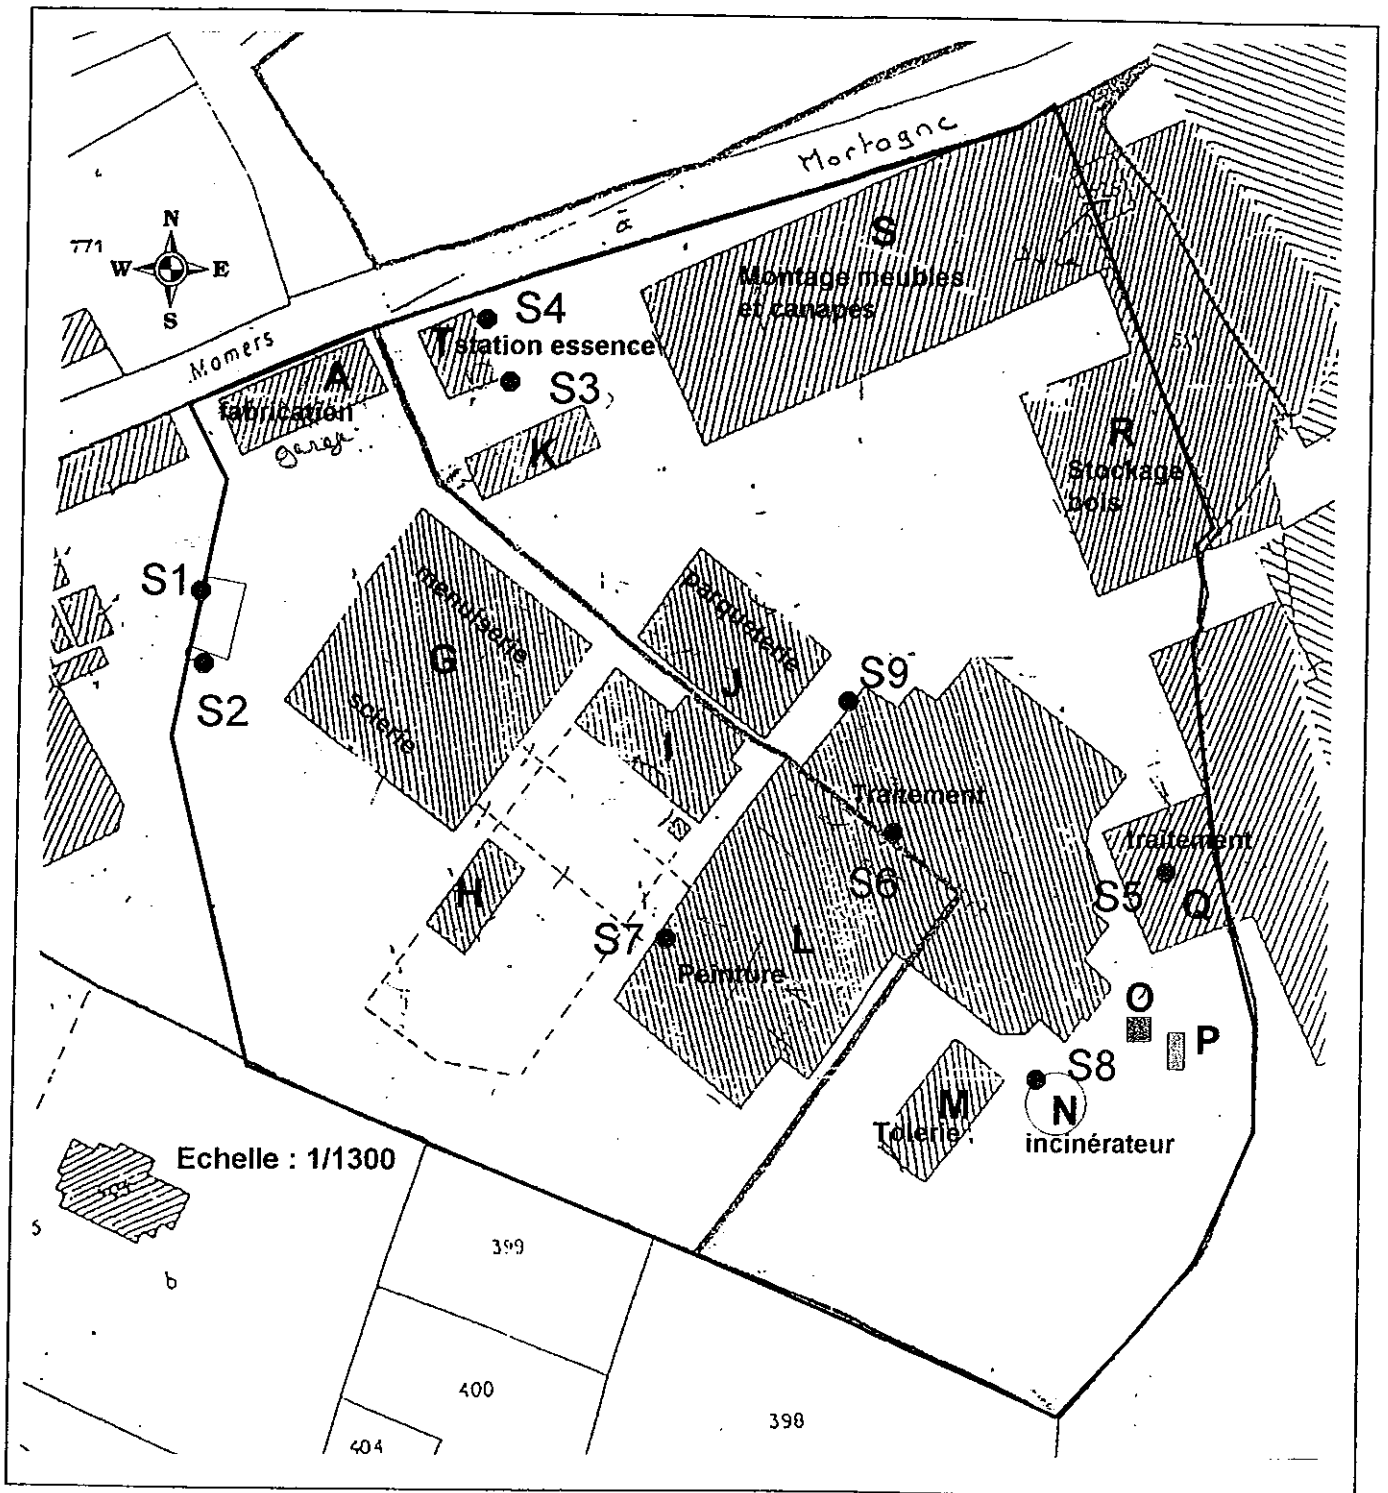 Mortagne
à
N
771
W E
S
S
Montage meubles
et canapés
S4
T station essence
Momers
A
S3
fabrication
garage
K
R
Stockage
bois
S1
menuiserie
parqueterie
G
S9
J
S2
scierie
I
Traitement
traitement
S6
H
S5
Q
S7
L
Peinture
O
P
S8
M
N
Tolerie
incinérateur
Echelle : 1/1300
S
399
b
400
398
404